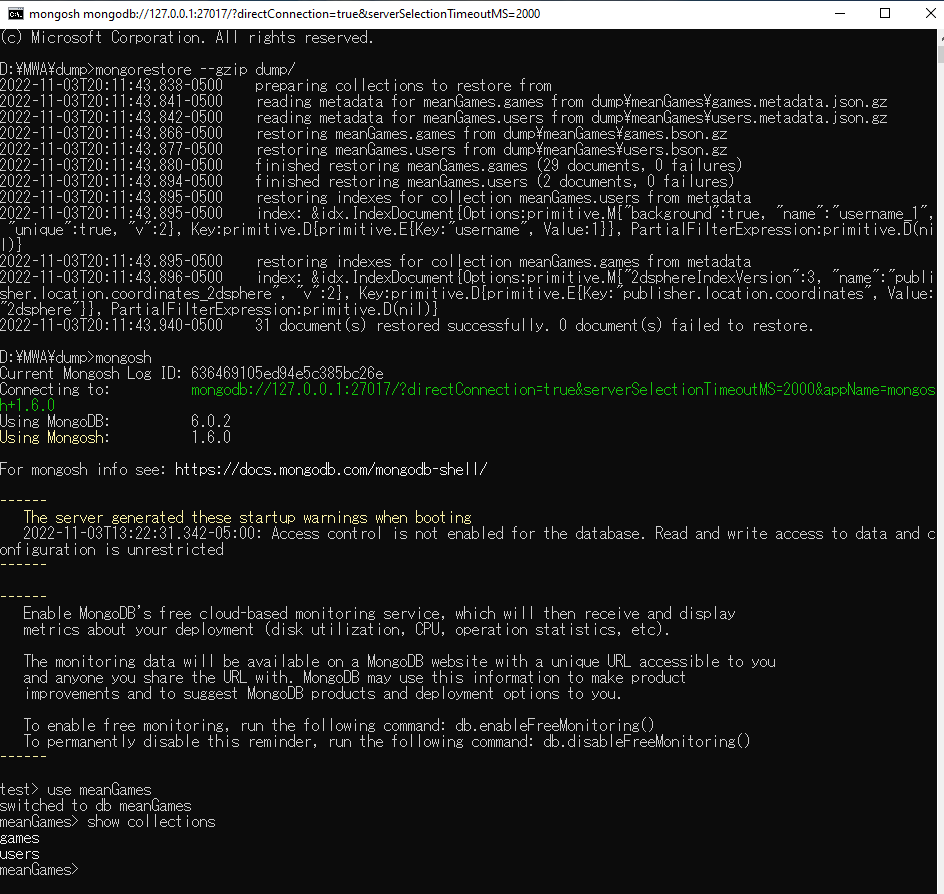 mongosh mongodb://127.0.0.1:27017/?directConnection=true&serverSelectionTimeoutMS=2000
(c) Microsoft Corporation. All rights reserved.
D:¥MWA¥dump>mongorestore --gzip dump/
2022-11-03T20:11:43.838-0500    preparing collections to restore from
2022-11-03T20:11:43.841-0500    reading metadata for meanGames.games from dump¥meanGames¥games.metadata.json.gz
2022-11-03T20:11:43.842-0500    reading metadata for meanGames.users from dump¥meanGames¥users.metadata.json.gz
2022-11-03T20:11:43.866-0500    restoring meanGames.games from dump¥meanGames¥games.bson.gz
2022-11-03T20:11:43.877-0500    restoring meanGames.users from dump¥meanGames¥users.bson.gz
2022-11-03T20:11:43.880-0500    finished restoring meanGames.games (29 documents, 0 failures)
2022-11-03T20:11:43.894-0500    finished restoring meanGames.users (2 documents, 0 failures)
2022-11-03T20:11:43.895-0500    restoring indexes for collection meanGames.users from metadata
2022-11-03T20:11:43.895-0500    index: &idx.IndexDocument{Options:primitive.M{"background":true, "name":"username_1",
 "unique":true, "v":2}, Key:primitive.D{primitive.E{Key:"username", Value:1}}, PartialFilterExpression:primitive.D(ni
l)}
2022-11-03T20:11:43.895-0500    restoring indexes for collection meanGames.games from metadata
2022-11-03T20:11:43.896-0500    index: &idx.IndexDocument{Options:primitive.M{"2dsphereIndexVersion":3, "name":"publi
sher.location.coordinates_2dsphere", "v":2}, Key:primitive.D{primitive.E{Key:"publisher.location.coordinates", Value:
"2dsphere"}}, PartialFilterExpression:primitive.D(nil)}
2022-11-03T20:11:43.940-0500    31 document(s) restored successfully. 0 document(s) failed to restore.
D:¥MWA¥dump>mongosh
Current Mongosh Log ID: 636469105ed94e5c385bc26e
Connecting to:          mongodb://127.0.0.1:27017/?directConnection=true&serverSelectionTimeoutMS=2000&appName=mongos
h+1.6.0
Using MongoDB:          6.0.2
Using Mongosh:          1.6.0
For mongosh info see: https://docs.mongodb.com/mongodb-shell/
------
   The server generated these startup warnings when booting
   2022-11-03T13:22:31.342-05:00: Access control is not enabled for the database. Read and write access to data and c
onfiguration is unrestricted
------
------
   Enable MongoDB's free cloud-based monitoring service, which will then receive and display
   metrics about your deployment (disk utilization, CPU, operation statistics, etc).
   The monitoring data will be available on a MongoDB website with a unique URL accessible to you
   and anyone you share the URL with. MongoDB may use this information to make product
   improvements and to suggest MongoDB products and deployment options to you.
   To enable free monitoring, run the following command: db.enableFreeMonitoring()
   To permanently disable this reminder, run the following command: db.disableFreeMonitoring()
------
test> use meanGames
switched to db meanGames
meanGames> show collections
games
users
meanGames>